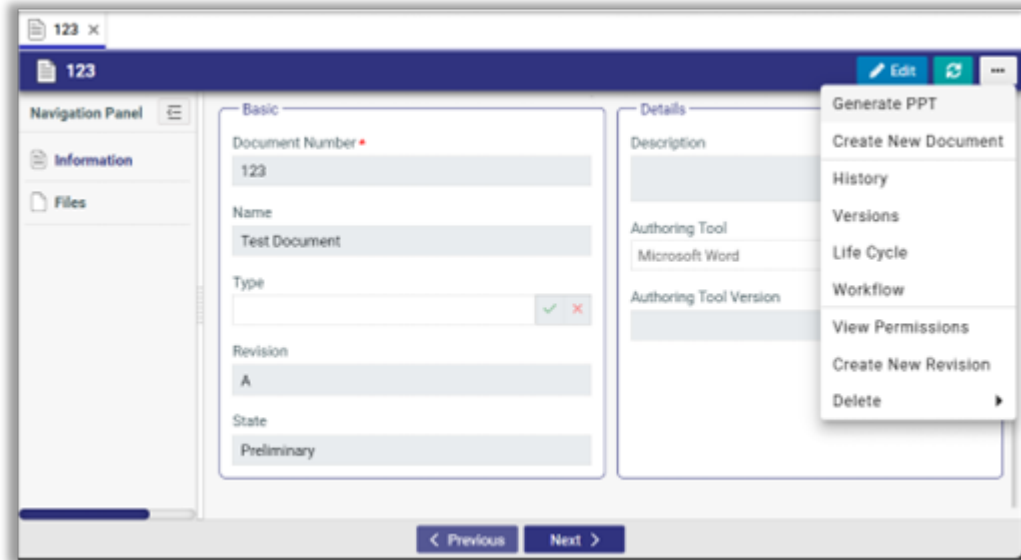 123 ×
123
Edit
Navigation Panel
Information
Files
Basic
Document Number •
123
Name
Test Document
Type
Revision
A
State
Preliminary
Details
Description
Authoring Tool
Microsoft Word
Authoring Tool Version
Generate PPT
Create New Document
History
Versions
Life Cycle
Workflow
View Permissions
Create New Revision
Delete
Previous
Next